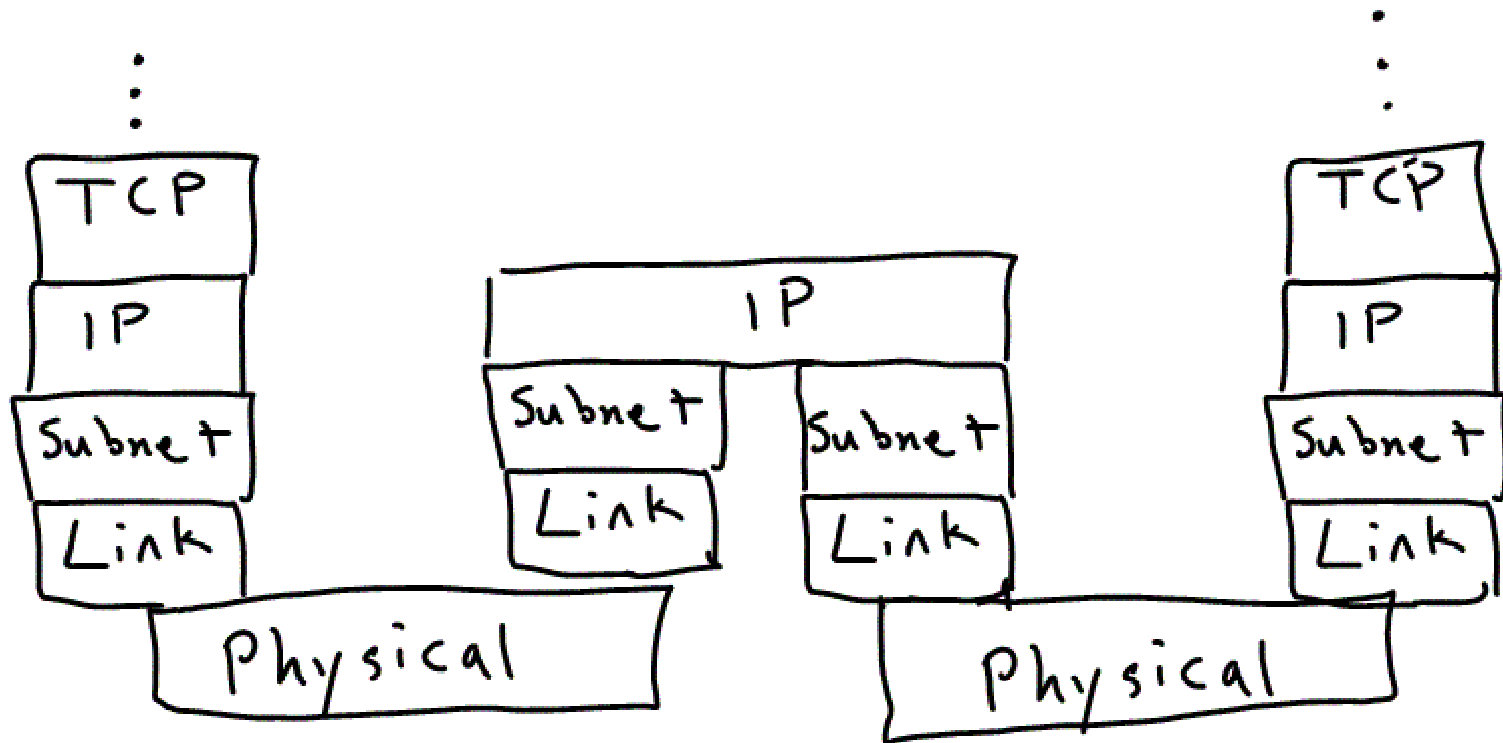 TCP
IP
Subnet
Link
IP
Subnet
Link
Subnet
Link
TCP
IP
Subnet
Link
Physical
Physical